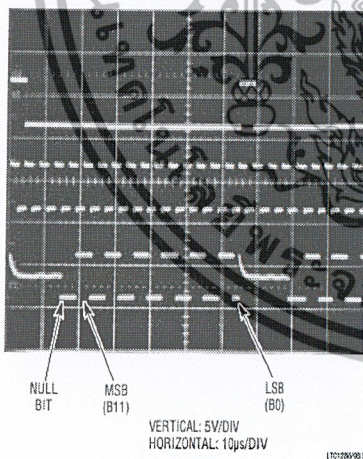 NULL
BIT
MSB
(B11)
LSB
(B0)
VERTICAL: 5V/DIV
HORIZONTAL: 10µs/DIV